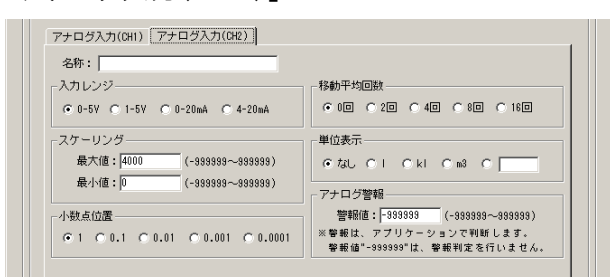 アナログ入力(CH1) アナログ入力(CH2)
名称:
入力レンジ
0-5V 1-5V 0-20mA 4-20mA
移動平均回数
0回 2回 4回 8回 16回
スケーリング
最大値: 4000 (-999999~999999)
最小値: 0 (-999999~999999)
単位表示
なし l kl m3
アナログ警報
警報値: -999999 (-999999~999999)
※警報は、アプリケーションで判断します。
警報値"-999999"は、警報判定を行いません。
小数点位置
1 0.1 0.01 0.001 0.0001